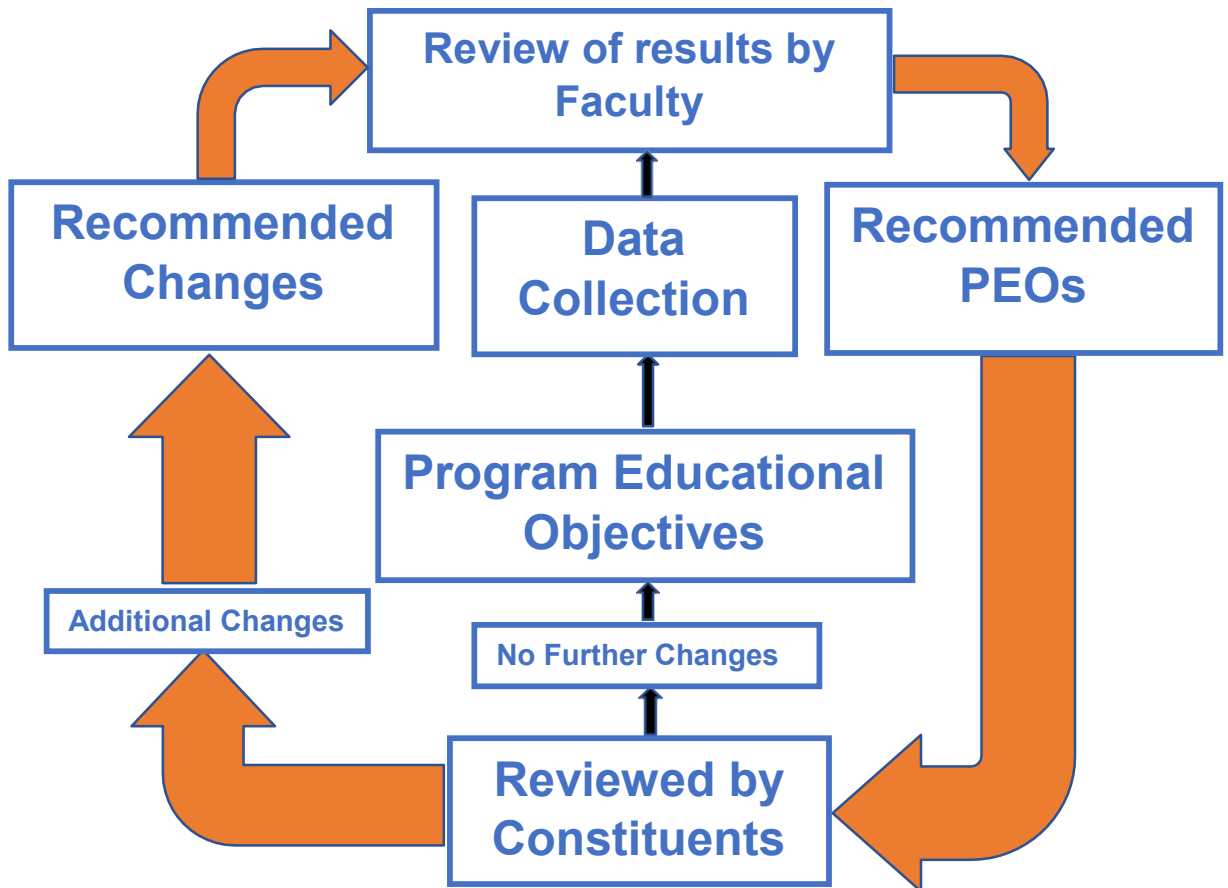 Review of results by
Faculty
Recommended
Changes
Data
Collection
Recommended
PEOs
Program Educational
Objectives
Additional Changes
No Further Changes
Reviewed by
Constituents